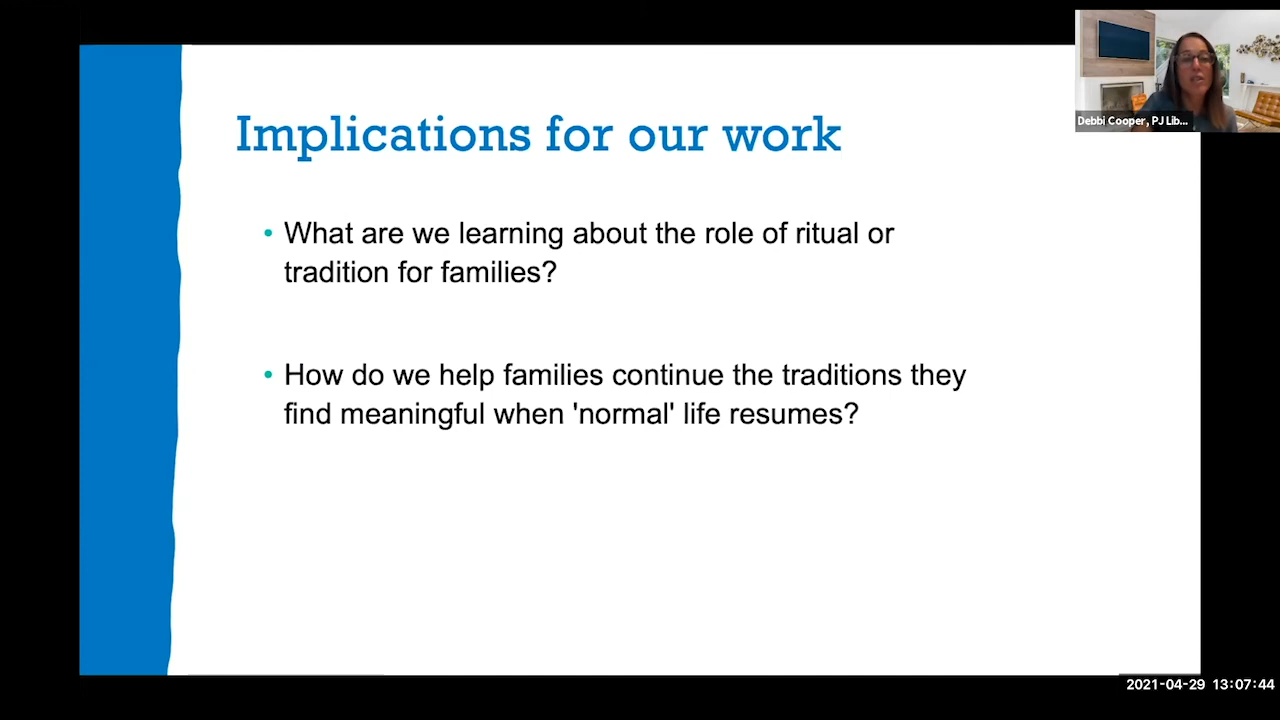 Debbi Cooper, PJ Lib...
Implications for our work
• What are we learning about the role of ritual or
tradition for families?
• How do we help families continue the traditions they
find meaningful when 'normal' life resumes?
2021-04-29 13:07:44